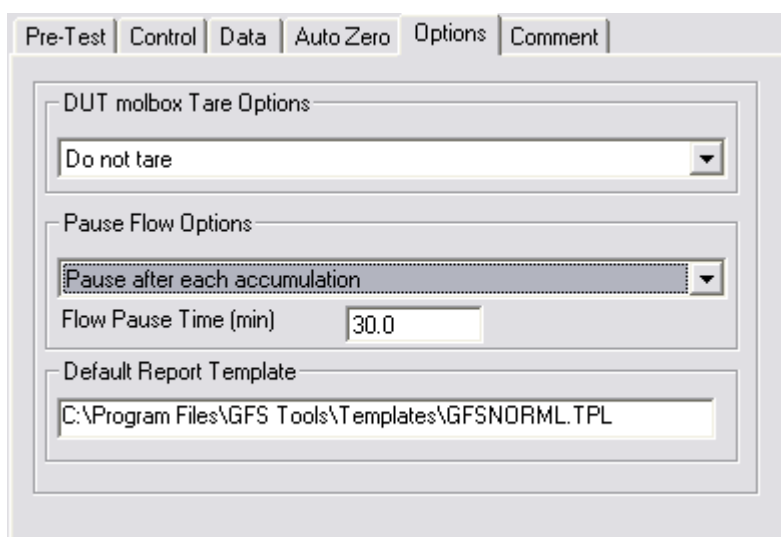 Pre-Test Control Data Auto Zero Options Comment
DUT molbox Tare Options
Do not tare
Pause Flow Options
Pause after each accumulation
Flow Pause Time (min) 30.0
Default Report Template
C:\Program Files\GFS Tools\Templates\GFSNORML.TPL